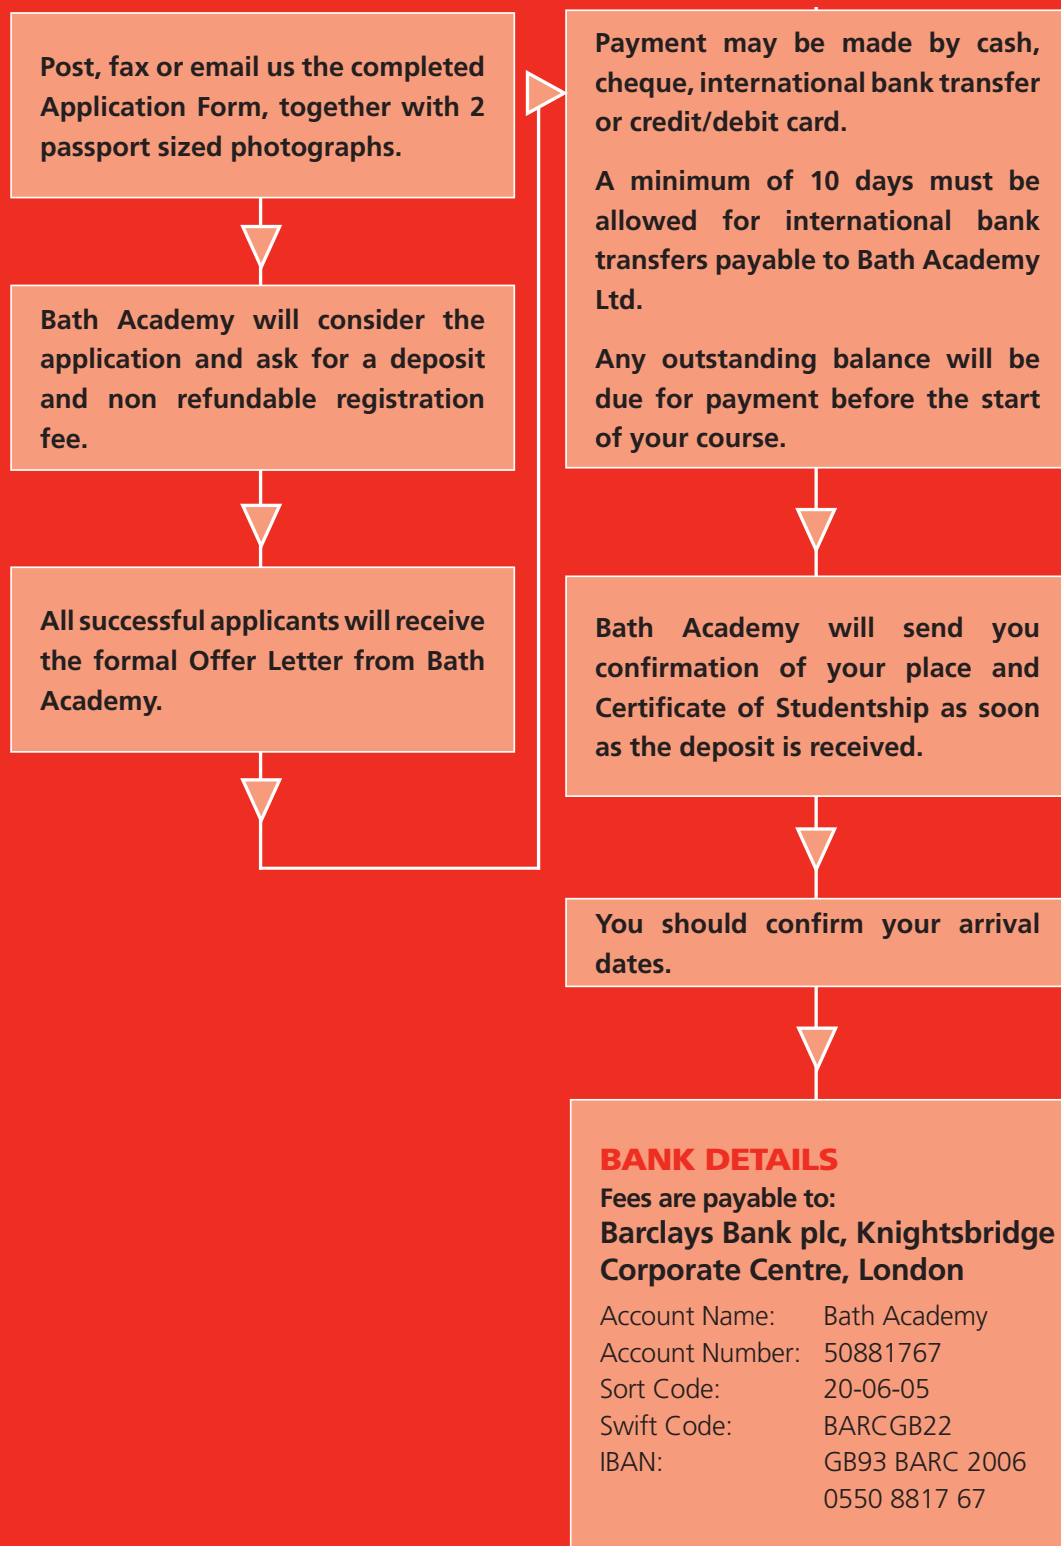 Post, fax or email us the completed
Application Form, together with 2
passport sized photographs.
Bath Academy will consider the
application and ask for a deposit
and non refundable registration
fee.
All successful applicants will receive
the formal Offer Letter from Bath
Academy.
Payment may be made by cash,
cheque, international bank transfer
or credit/debit card.
A minimum of 10 days must be
allowed for international bank
transfers payable to Bath Academy
Ltd.
Any outstanding balance will be
due for payment before the start
of your course.
Bath Academy will send you
confirmation of your place and
Certificate of Studentship as soon
as the deposit is received.
You should confirm your arrival
dates.
BANK DETAILS
Fees are payable to:
Barclays Bank plc, Knightsbridge
Corporate Centre, London
Account Name: Bath Academy
Account Number: 50881767
Sort Code: 20-06-05
Swift Code: BARCGB22
IBAN: GB93 BARC 2006
0550 8817 67